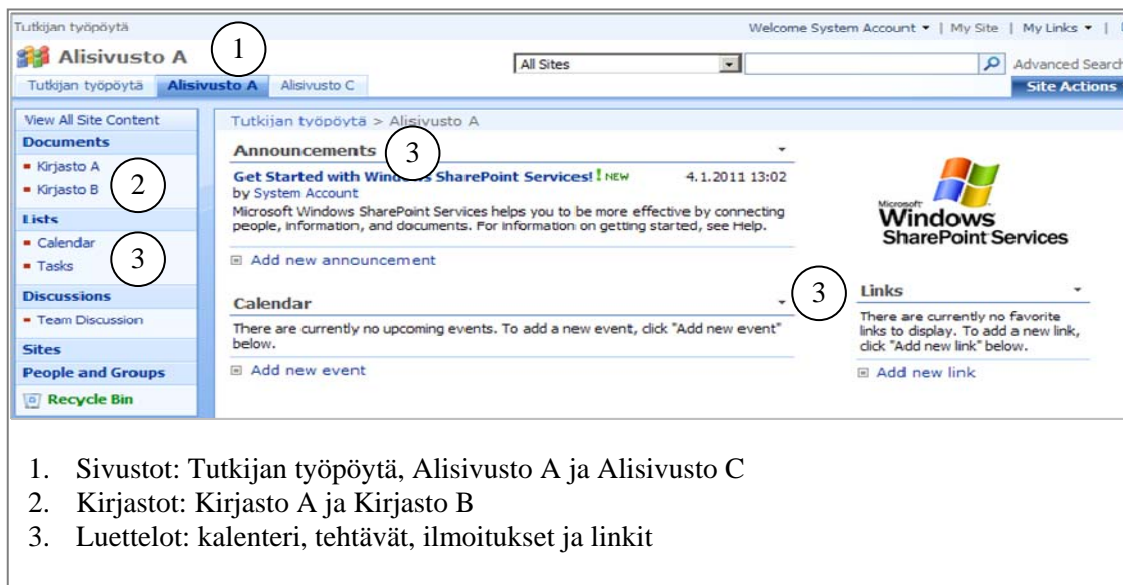 Tutkijan työpöytä
Welcome System Account | My Site | My Links |
Alisivusto A
1
All Sites
Advanced Search
Tutkijan työpöytä Alisivusto A Alisivusto C
Site Actions
View All Site Content
Documents
Kirjasto A
Kirjasto B
2
Lists
Calendar
Tasks
3
Discussions
Team Discussion
Sites
People and Groups
Recycle Bin
Tutkijan työpöytä > Alisivusto A
Announcements
3
Get Started with Windows SharePoint Services! ! NEW 4.1.2011 13:02
by System Account
Microsoft Windows SharePoint Services helps you to be more effective by connecting
people, information, and documents. For information on getting started, see Help.
Add new announcement
Calendar
3
There are currently no upcoming events. To add a new event, click "Add new event"
below.
Add new event
Microsoft
Windows
SharePoint Services
Links
There are currently no favorite
links to display. To add a new link,
click "Add new link" below.
Add new link
1. Sivustot: Tutkijan työpöytä, Alisivusto A ja Alisivusto C
2. Kirjastot: Kirjasto A ja Kirjasto B
3. Luettelot: kalenteri, tehtävät, ilmoitukset ja linkit